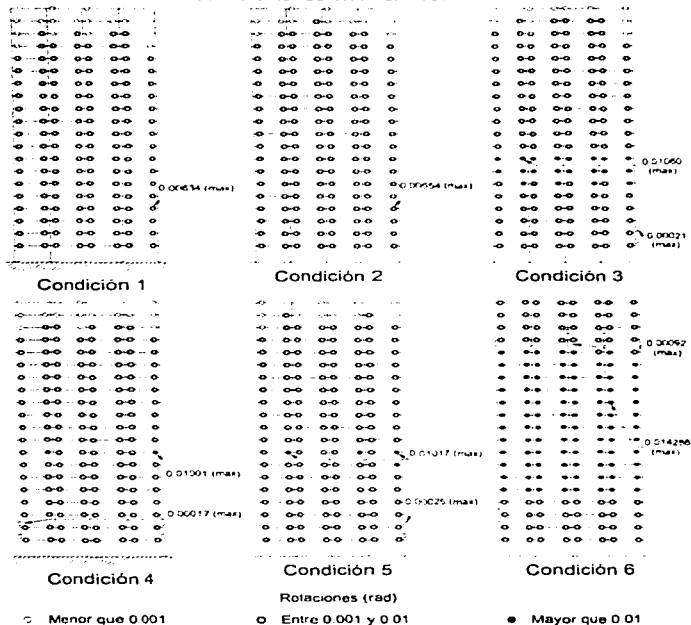 0.00634 (max)
0.00654 (max)
0.01060
(max)
0.00021
(max)
Condición 1
Condición 2
Condición 3
0.00092
(max)
0.014286
(max)
0.01001 (max)
0.01017 (max)
0.00017 (max)
0.00025 (max)
Condición 4
Condición 5
Condición 6
Rotaciones (rad)
Menor que 0.001
Entre 0.001 y 0.01
Mayor que 0.01